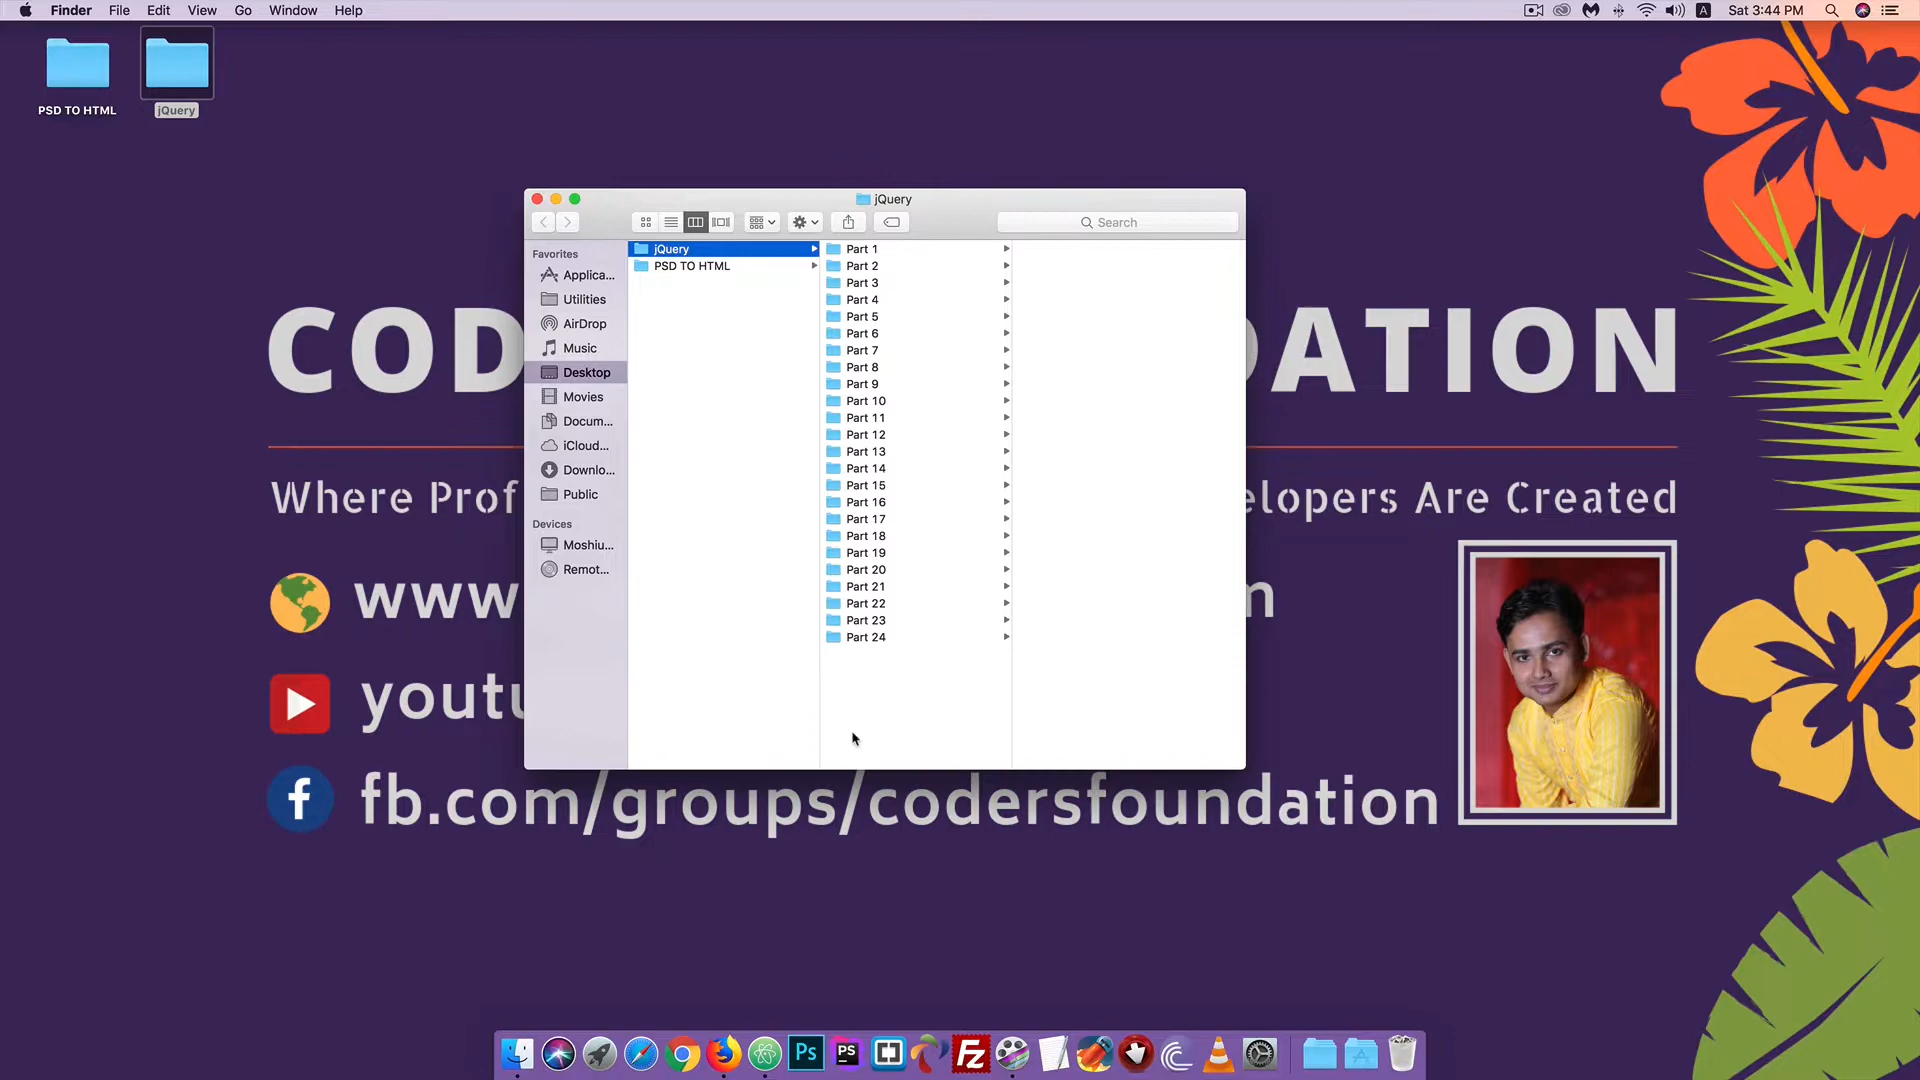 Finder File Edit View Go Window Help
A Sat 3:44 PM
PSD TO HTML
jQuery
jQuery
Search
Favorites
Applica...
Utilities
AirDrop
Music
Desktop
Movies
Docum...
iCloud...
Downlo...
Public
Devices
Moshiu...
Remot...
jQuery
PSD TO HTML
Part 1
Part 2
Part 3
Part 4
Part 5
Part 6
Part 7
Part 8
Part 9
Part 10
Part 11
Part 12
Part 13
Part 14
Part 15
Part 16
Part 17
Part 18
Part 19
Part 20
Part 21
Part 22
Part 23
Part 24
COD DATION
Where Prof elopers Are Created
www m
youtu
f fb.com/groups/codersfoundation
Ps PS FZ